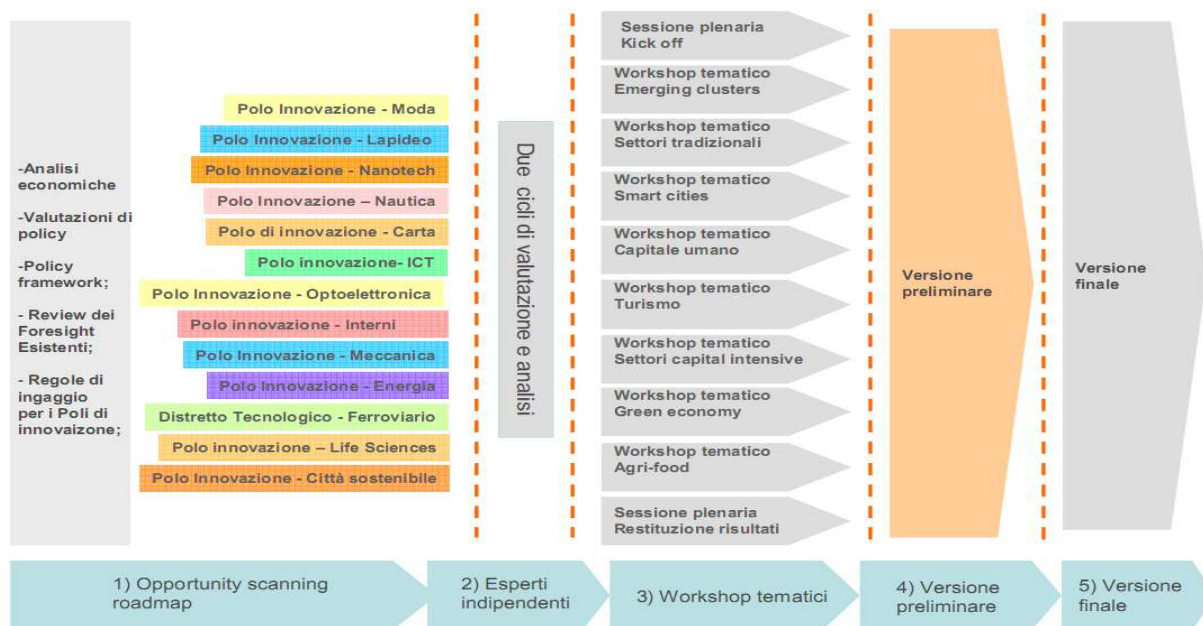 -Analisi
economiche
-Valutazioni di
policy
-Policy
framework;
- Review dei
Foresight
Esistenti;
- Regole di
ingaggio
per i Poli di
innovaizone;
Polo Innovazione - Moda
Polo Innovazione - Lapideo
Polo Innovazione - Nanotech
Polo Innovazione – Nautica
Polo di innovazione - Carta
Polo innovazione- ICT
Polo Innovazione - Optoelettronica
Polo innovazione - Interni
Polo Innovazione - Meccanica
Polo Innovazione - Energia
Distretto Tecnologico - Ferroviario
Polo innovazione – Life Sciences
Polo Innovazione - Città sostenibile
Due cicli di valutazione e analisi
Sessione plenaria
Kick off
Workshop tematico
Emerging clusters
Workshop tematico
Settori tradizionali
Workshop tematico
Smart cities
Workshop tematico
Capitale umano
Workshop tematico
Turismo
Workshop tematico
Settori capital intensive
Workshop tematico
Green economy
Workshop tematico
Agri-food
Sessione plenaria
Restituzione risultati
Versione
preliminare
Versione
finale
1) Opportunity scanning
roadmap
2) Esperti
indipendenti
3) Workshop tematici
4) Versione
preliminare
5) Versione
finale